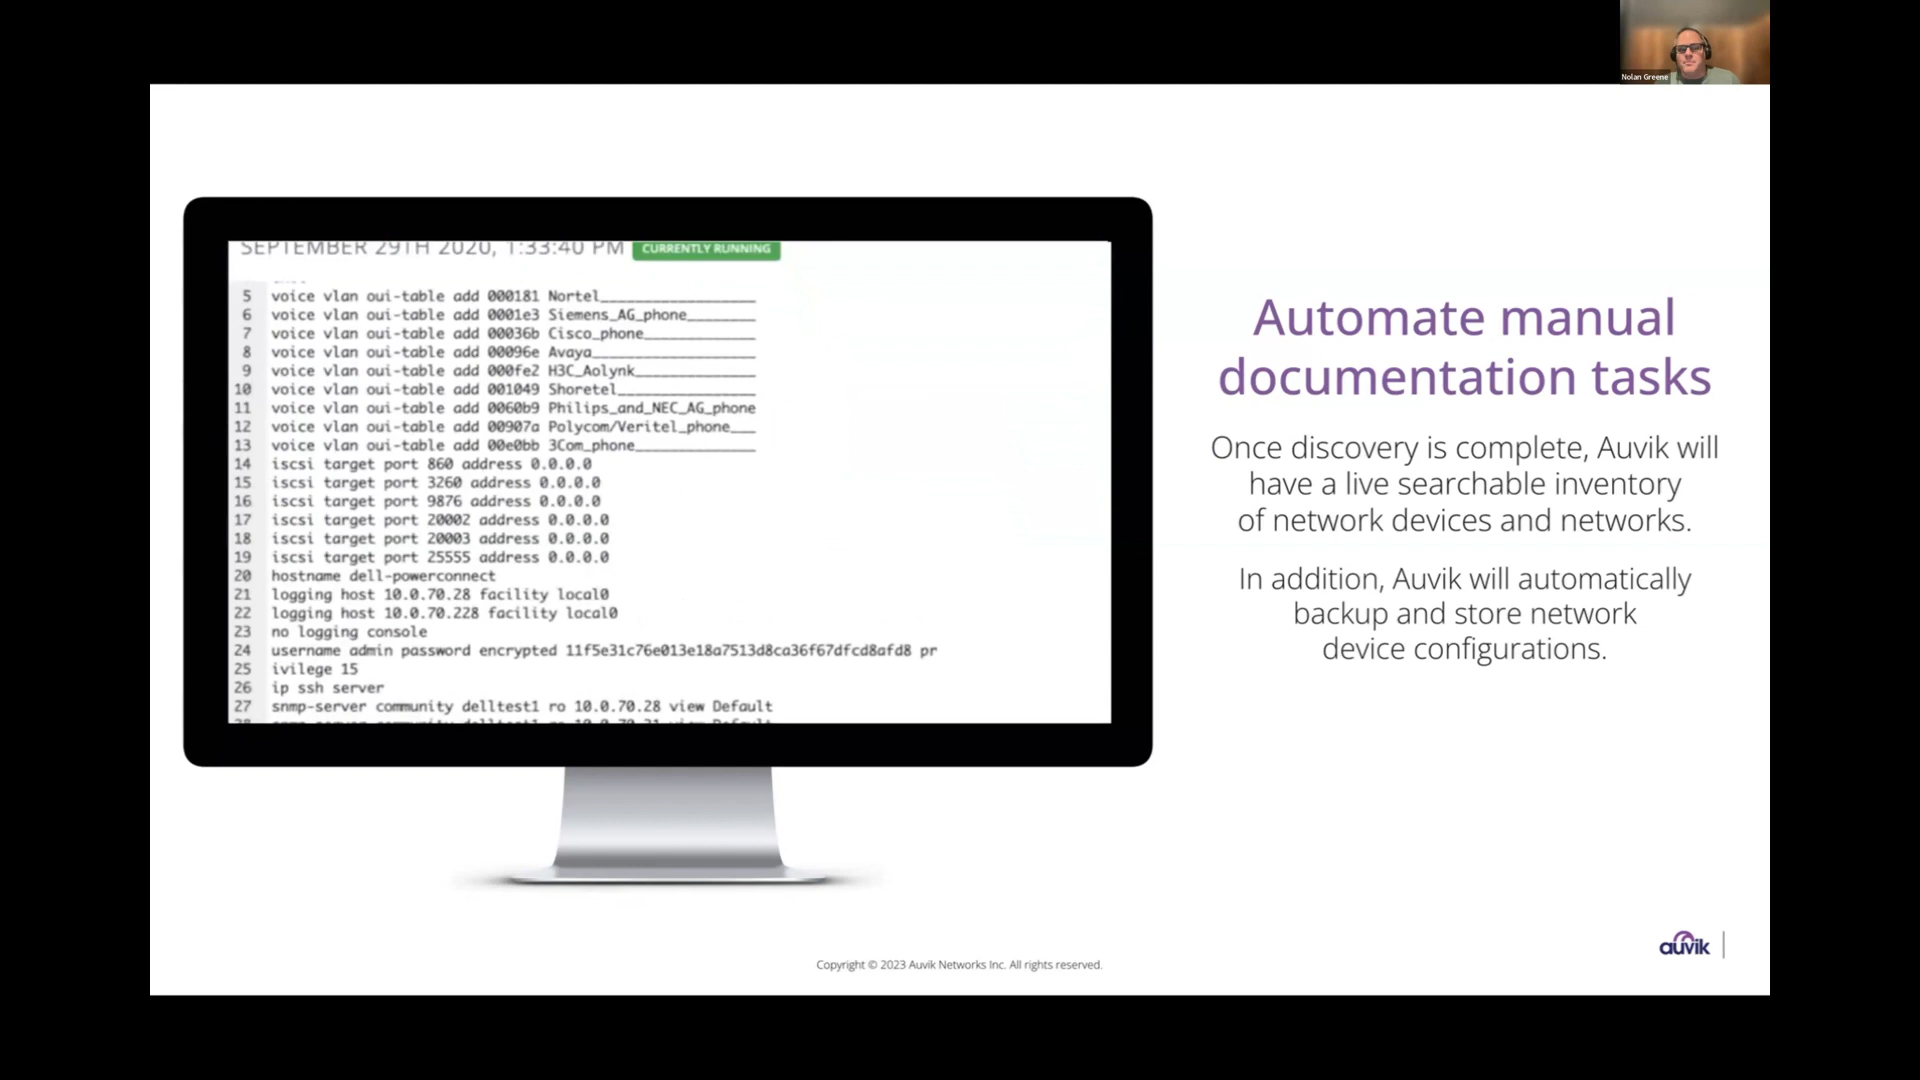 Nolan Greene
SEPTEMBER 29TH 2020, 1:33:40 PM CURRENTLY RUNNING
5 voice vlan oui-table add 000181 Nortel___________________
6 voice vlan oui-table add 0001e3 Siemens_AG_phone________
7 voice vlan oui-table add 00036b Cisco_phone_____________
8 voice vlan oui-table add 00096e Avaya___________________
9 voice vlan oui-table add 000fe2 H3C_Aolynk______________
10 voice vlan oui-table add 001049 Shoretel________________
11 voice vlan oui-table add 0060b9 Philips_and_NEC_AG_phone
12 voice vlan oui-table add 00907a Polycom/Veritel_phone___
13 voice vlan oui-table add 00e0bb 3Com_phone______________
14 iscsi target port 860 address 0.0.0.0
15 iscsi target port 3260 address 0.0.0.0
16 iscsi target port 9876 address 0.0.0.0
17 iscsi target port 20002 address 0.0.0.0
18 iscsi target port 20003 address 0.0.0.0
19 iscsi target port 25555 address 0.0.0.0
20 hostname dell-powerconnect
21 logging host 10.0.70.28 facility local0
22 logging host 10.0.70.228 facility local0
23 no logging console
24 username admin password encrypted 11f5e31c76e013e18a7513d8ca36f67dfcd8afd8 pr
25 ivilege 15
26 ip ssh server
27 snmp-server community delltest1 ro 10.0.70.28 view Default
Automate manual
documentation tasks
Once discovery is complete, Auvik will
have a live searchable inventory
of network devices and networks.
In addition, Auvik will automatically
backup and store network
device configurations.
auvik
Copyright © 2023 Auvik Networks Inc. All rights reserved.